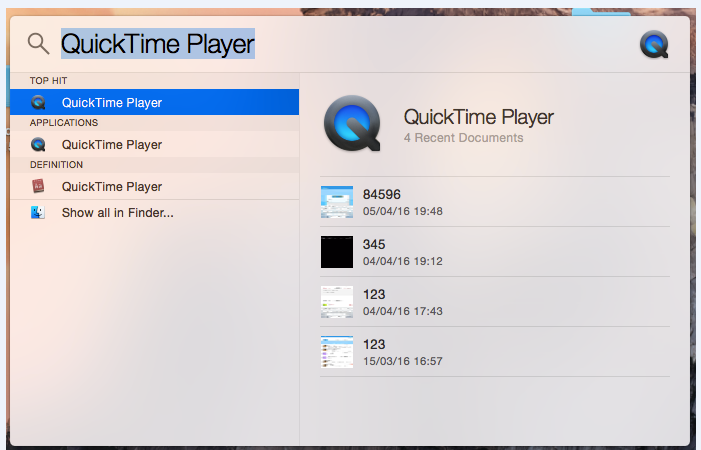 QuickTime Player
TOP HIT
QuickTime Player
APPLICATIONS
QuickTime Player
DEFINITION
QuickTime Player
Show all in Finder...
QuickTime Player
4 Recent Documents
84596
05/04/16 19:48
345
04/04/16 19:12
123
04/04/16 17:43
123
15/03/16 16:57